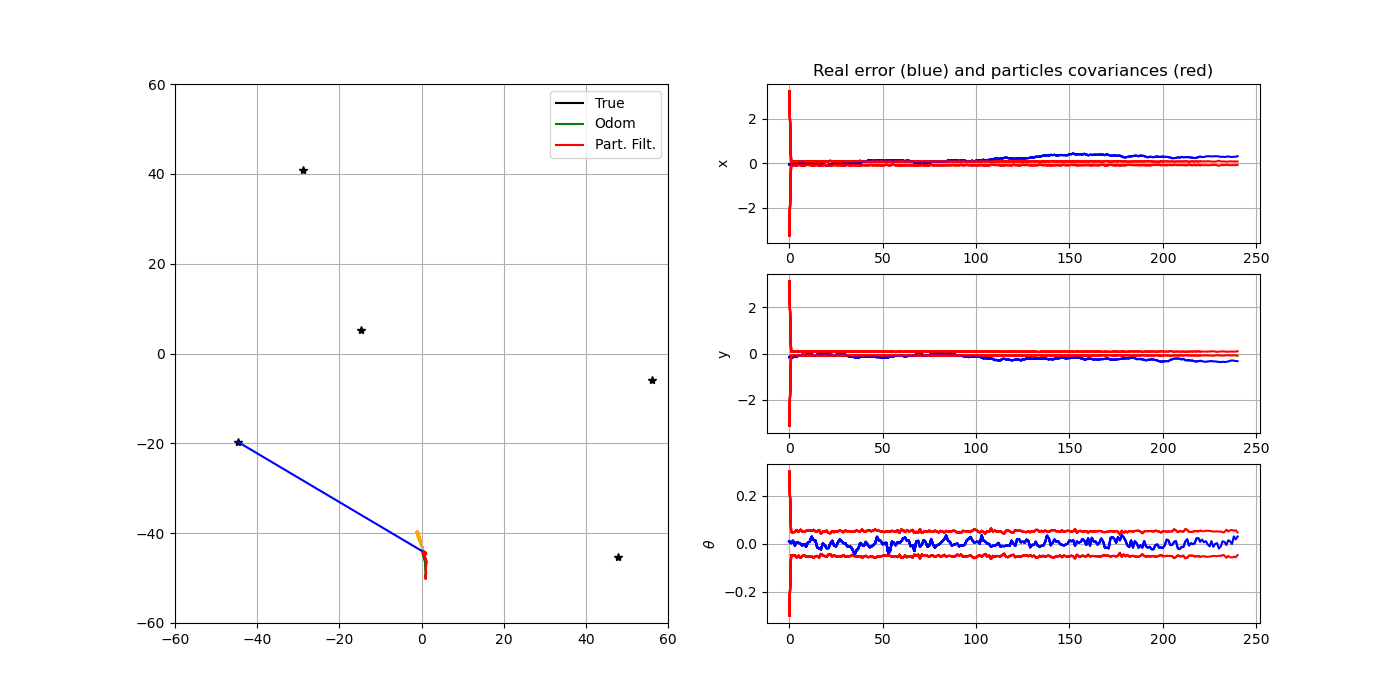 60
40
20
0
−20
−40
−60
−60 −40 −20 0 20 40 60
True
Odom
Part. Filt.
Real error (blue) and particles covariances (red)
x
2
0
−2
0 50 100 150 200 250
y
2
0
−2
0 50 100 150 200 250
θ
0.2
0.0
−0.2
0 50 100 150 200 250